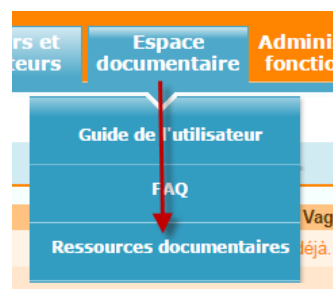 rs et
teurs
Espace
documentaire
Admini
fonctio
Guide de l'utilisateur
FAQ
Ressources documentaires
Vag
déjà.